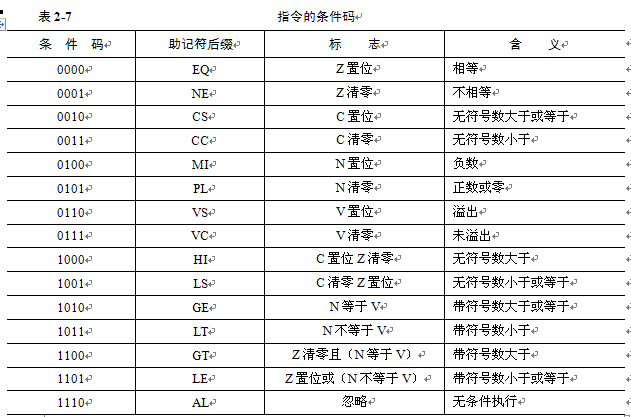 表 2-7 指令的条件码
条 件 码 助记符后缀 标 志 含 义
0000 EQ Z 置位 相等
0001 NE Z 清零 不相等
0010 CS C 置位 无符号数大于或等于
0011 CC C 清零 无符号数小于
0100 MI N 置位 负数
0101 PL N 清零 正数或零
0110 VS V 置位 溢出
0111 VC V 清零 未溢出
1000 HI C 置位 Z 清零 无符号数大于
1001 LS C 清零 Z 置位 无符号数小于或等于
1010 GE N 等于 V 带符号数大于或等于
1011 LT N 不等于 V 带符号数小于
1100 GT Z 清零且（N 等于 V） 带符号数大于
1101 LE Z 置位或（N 不等于 V） 带符号数小于或等于
1110 AL 忽略 无条件执行